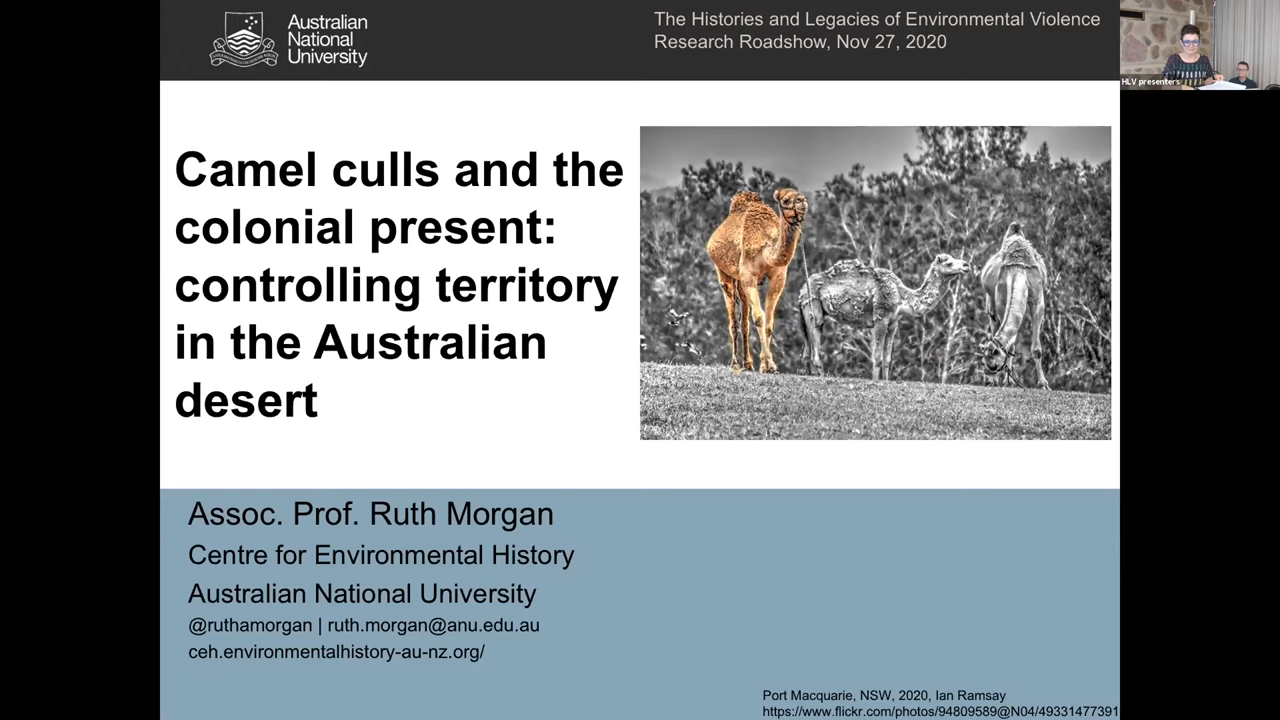 Australian
National
University
The Histories and Legacies of Environmental Violence
Research Roadshow, Nov 27, 2020
HLV presenters
Camel culls and the
colonial present:
controlling territory
in the Australian
desert
Assoc. Prof. Ruth Morgan
Centre for Environmental History
Australian National University
@ruthamorgan | ruth.morgan@anu.edu.au
ceh.environmentalhistory-au-nz.org/
Port Macquarie, NSW, 2020, Ian Ramsay
https://www.flickr.com/photos/94809589@N04/49331477391